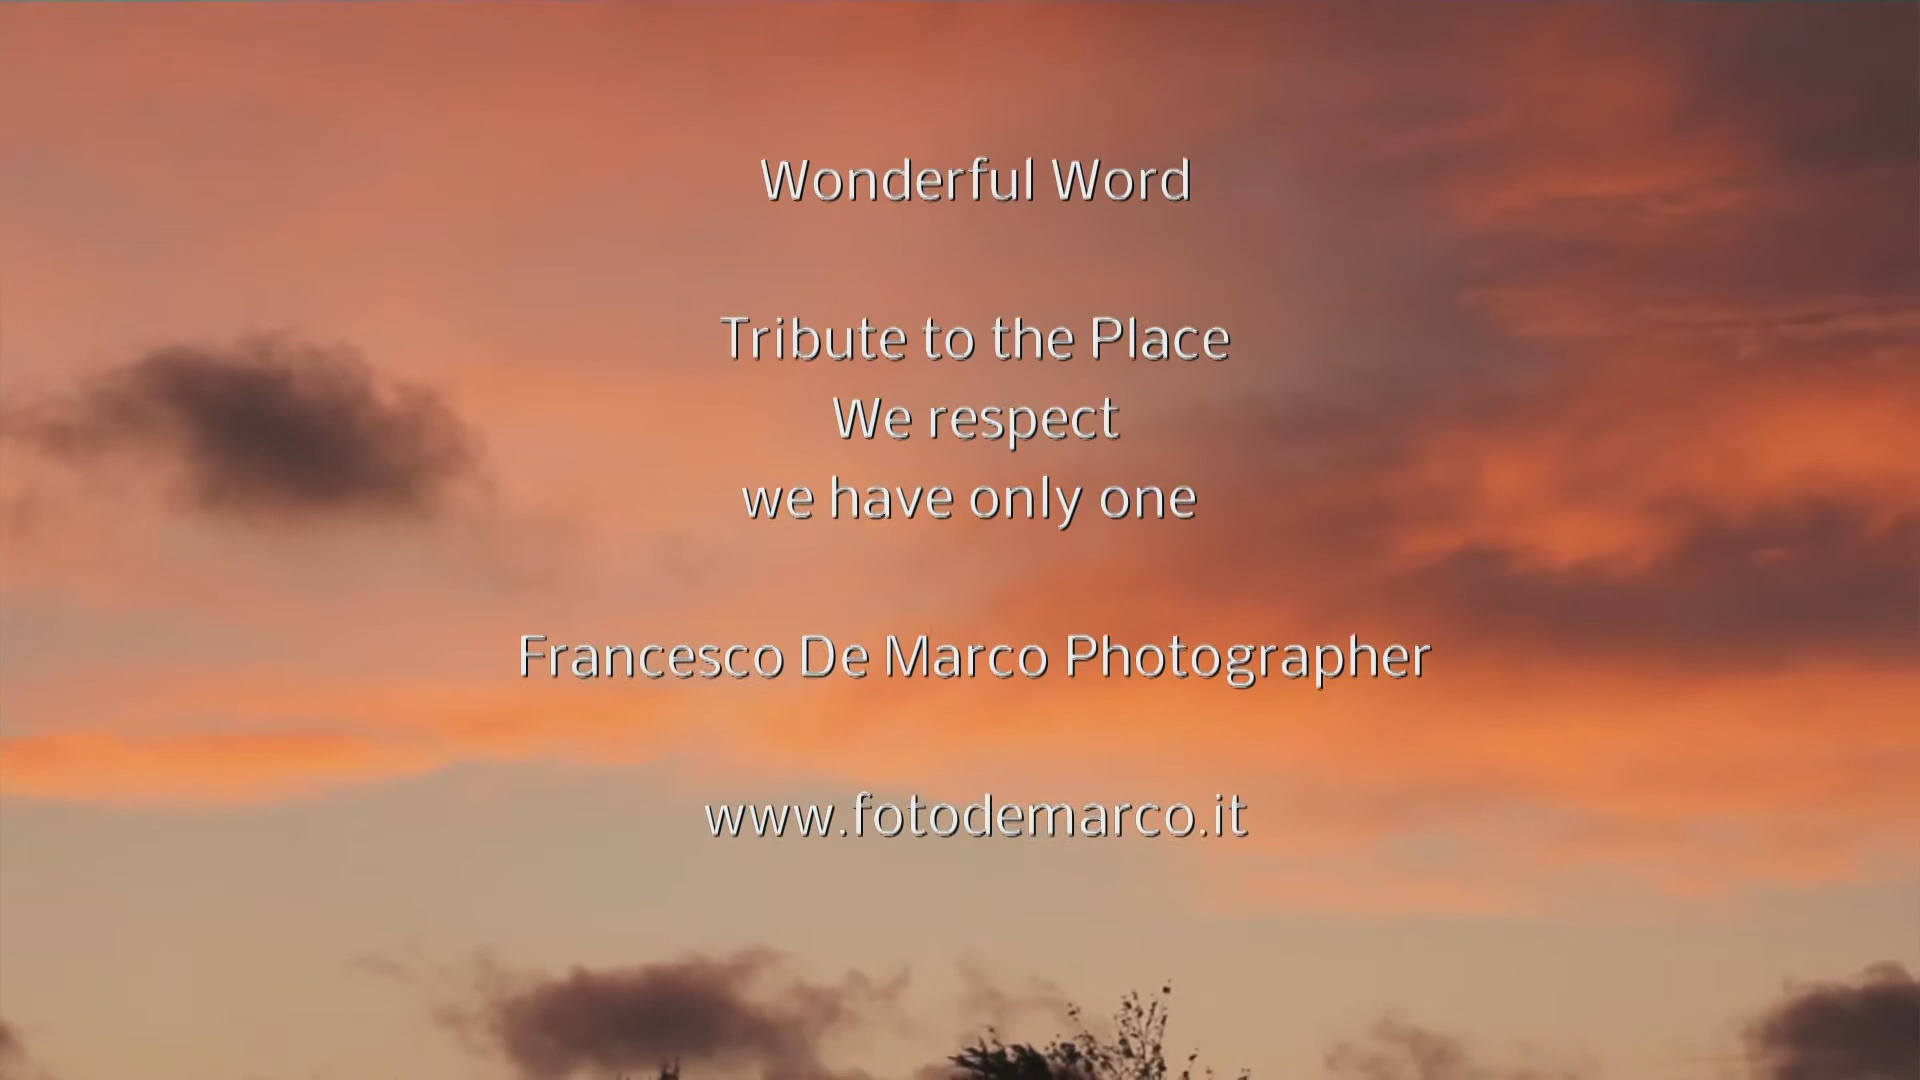 Wonderful Word
Tribute to the Place
We respect
we have only one
Francesco De Marco Photographer
www.fotodemarco.it